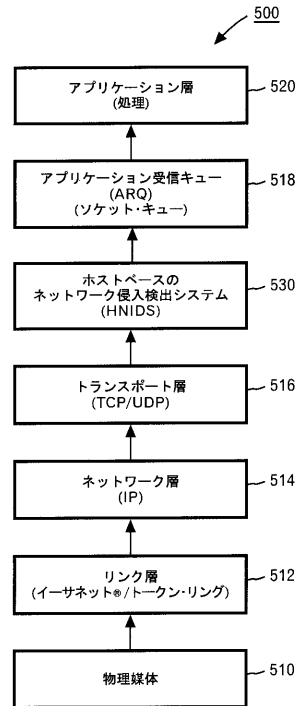 500
アプリケーション層
(処理)
520
アプリケーション受信キュー
(ARQ)
(ソケット・キュー)
518
ホストベースの
ネットワーク侵入検出システム
(HNIDS)
530
トランスポート層
(TCP/UDP)
516
ネットワーク層
(IP)
514
リンク層
(イーサネット®/トークン・リング)
512
物理媒体
510